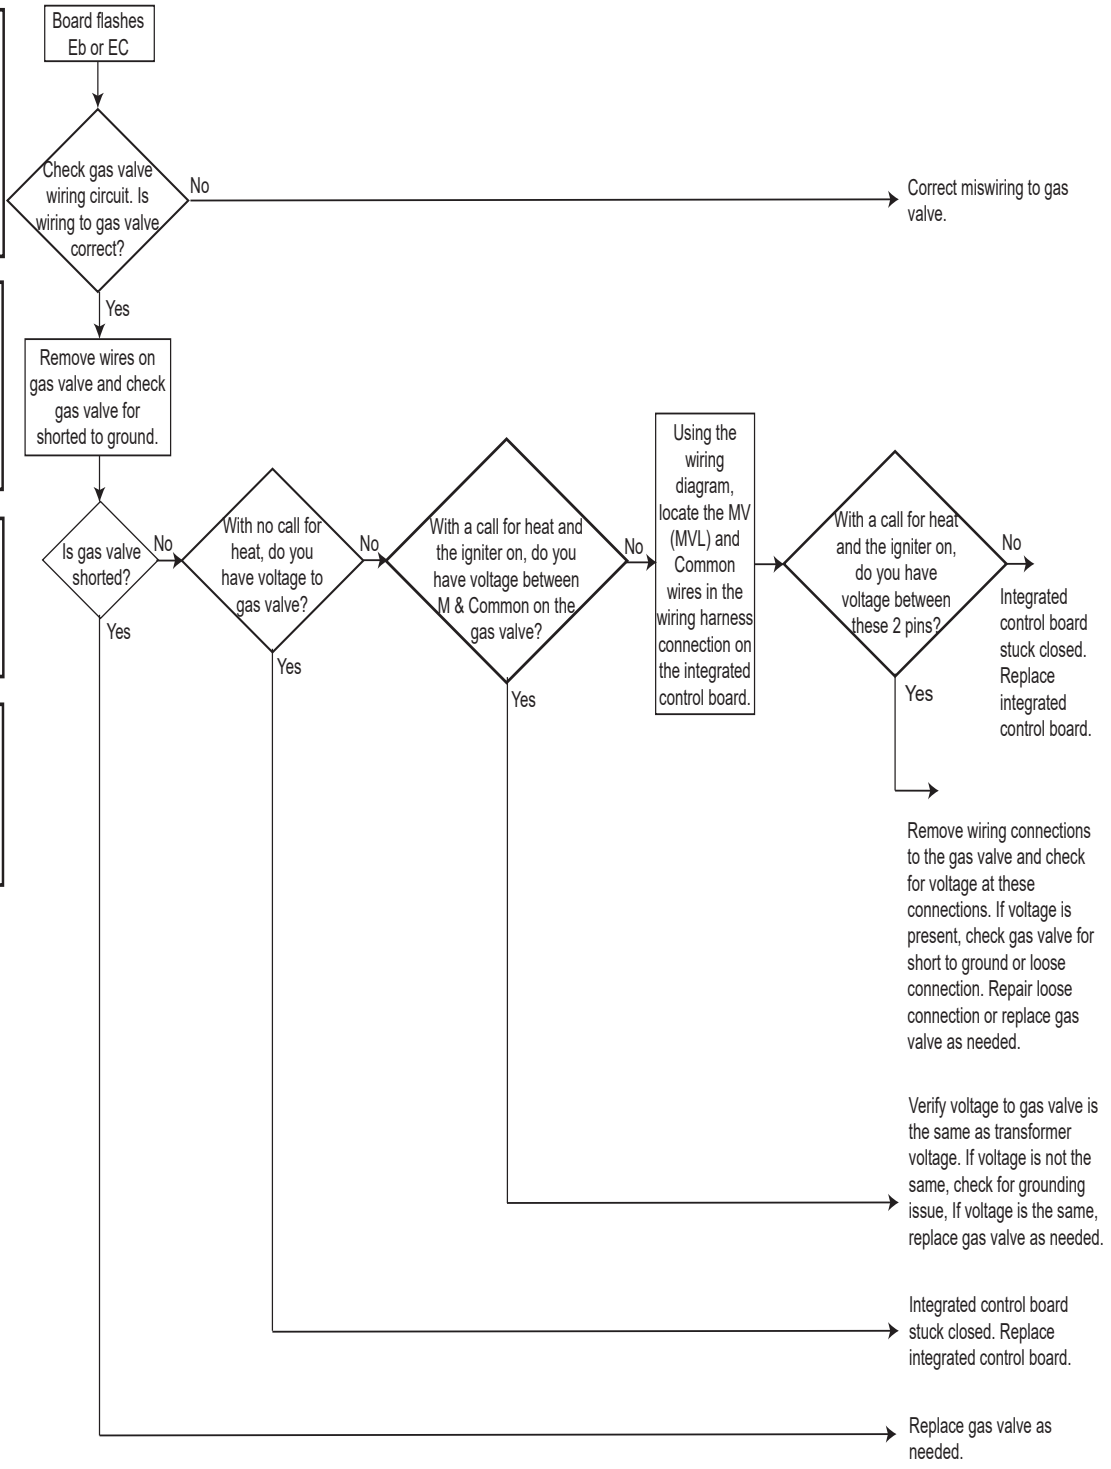 Board flashes
Eb or EC
Check gas valve
wiring circuit. Is
wiring to gas valve
correct?
No
Correct miswiring to gas
valve.
Yes
Remove wires on
gas valve and check
gas valve for
shorted to ground.
Is gas valve
shorted?
No
Yes
With no call for
heat, do you
have voltage to
gas valve?
No
Yes
With a call for heat and
the igniter on, do you
have voltage between
M & Common on the
gas valve?
No
Yes
Using the
wiring
diagram,
locate the MV
(MVL) and
Common
wires in the
wiring harness
connection on
the integrated
control board.
With a call for heat
and the igniter on,
do you have
voltage between
these 2 pins?
No
Yes
Integrated
control board
stuck closed.
Replace
integrated
control board.
Remove wiring connections
to the gas valve and check
for voltage at these
connections. If voltage is
present, check gas valve for
short to ground or loose
connection. Repair loose
connection or replace gas
valve as needed.
Verify voltage to gas valve is
the same as transformer
voltage. If voltage is not the
same, check for grounding
issue, If voltage is the same,
replace gas valve as needed.
Integrated control board
stuck closed. Replace
integrated control board.
Replace gas valve as
needed.